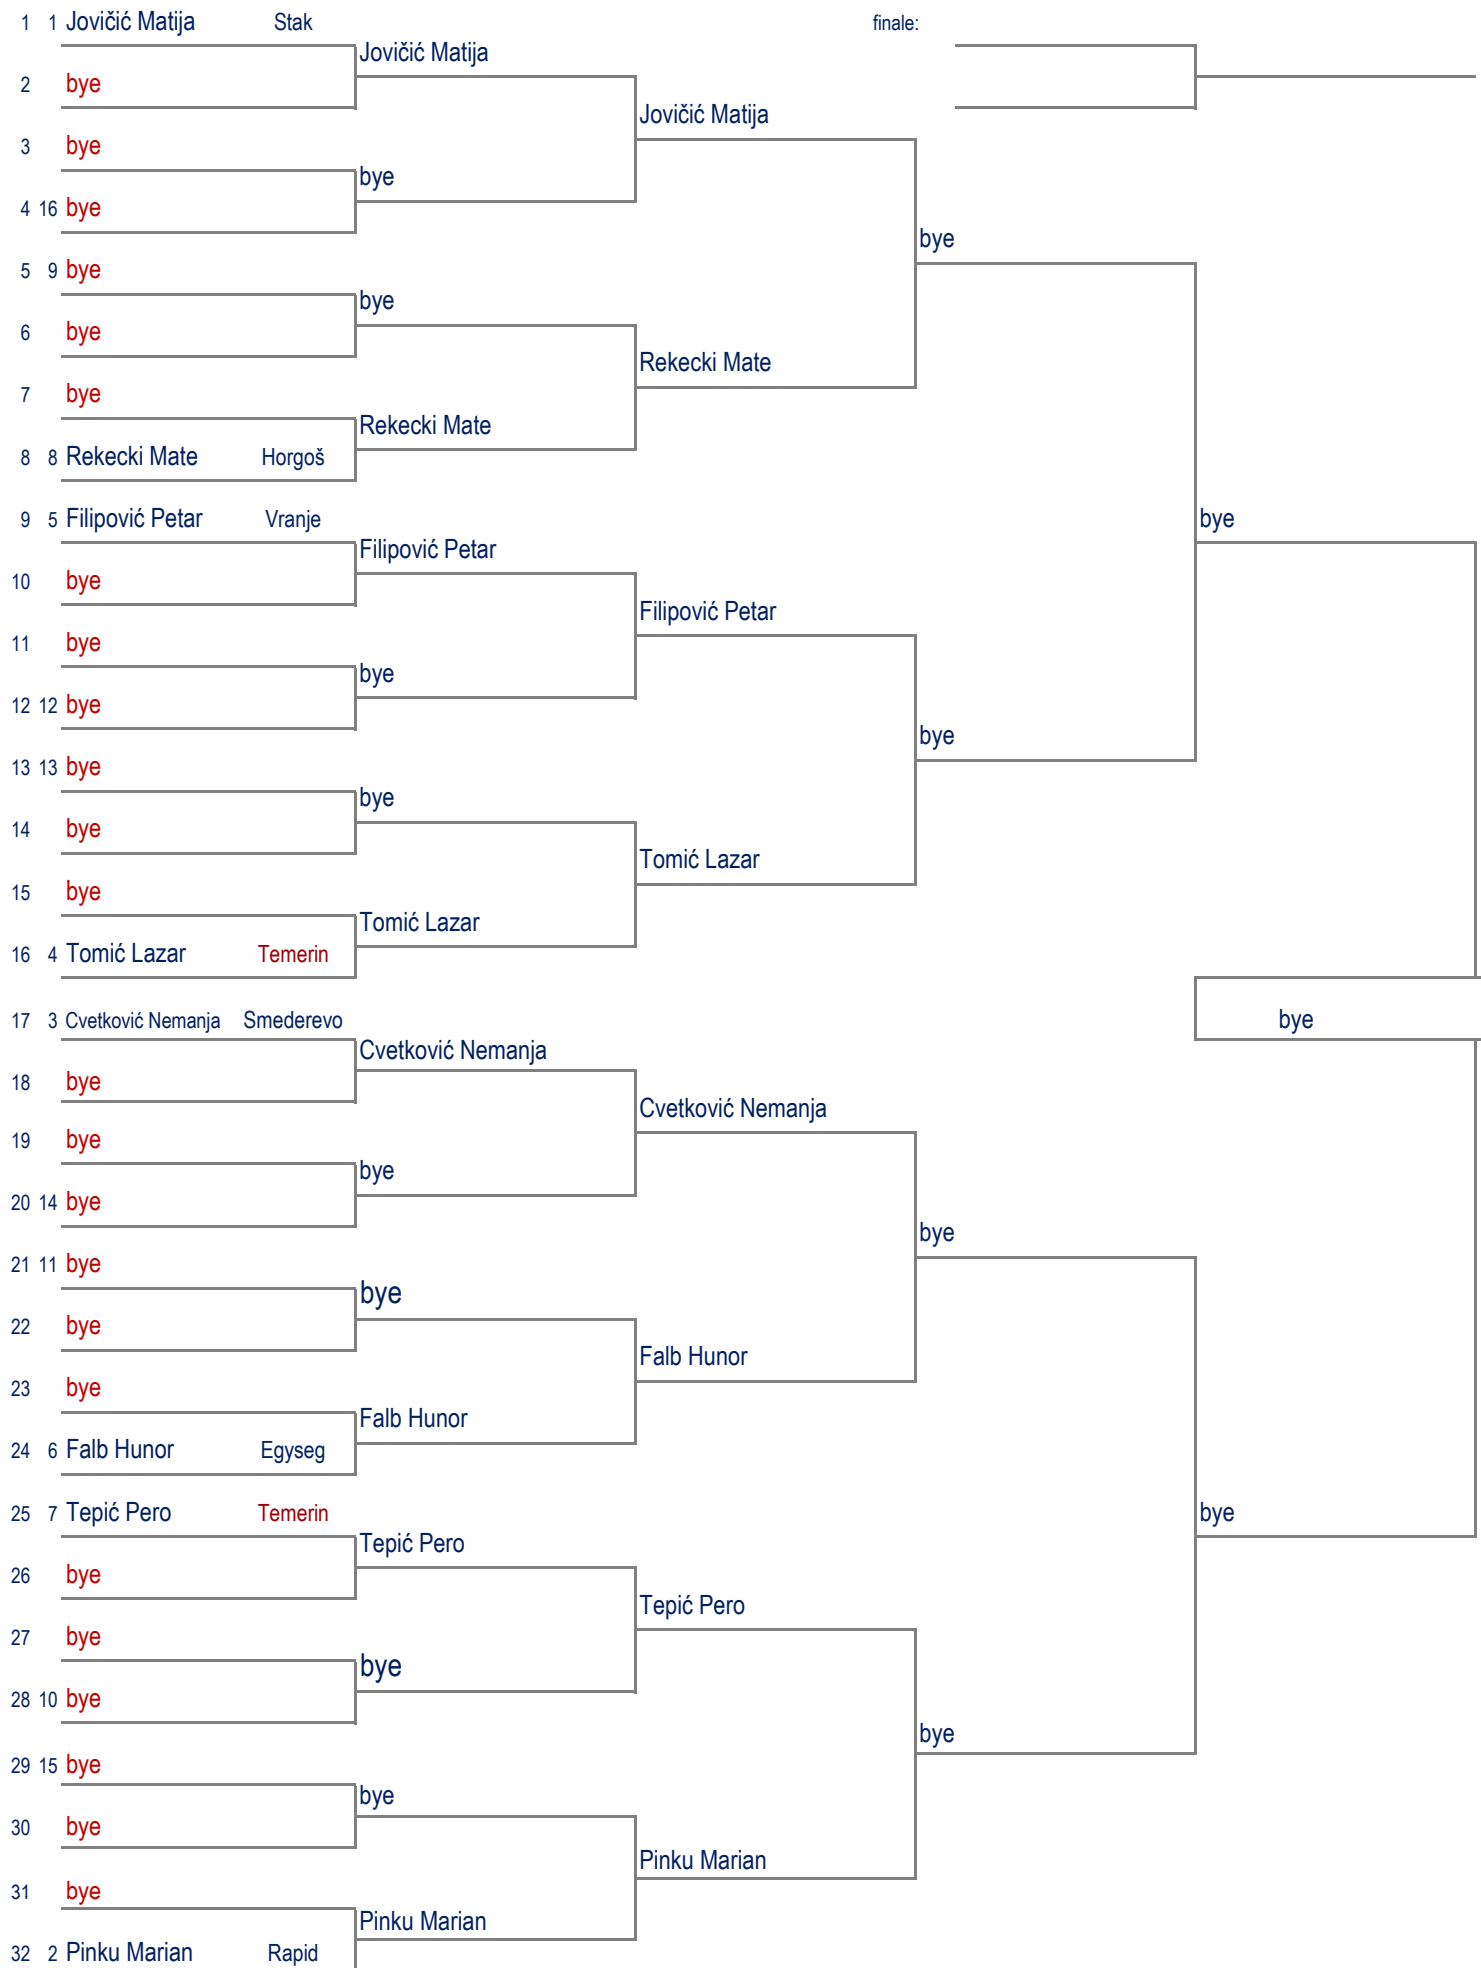 1 1 Jovičić Matija Stak finale:
Jovičić Matija
2 bye
Jovičić Matija
3 bye
bye
4 16 bye
bye
5 9 bye
bye
6 bye
Rekecki Mate
7 bye
Rekecki Mate
8 8 Rekecki Mate Horgoš
9 5 Filipović Petar Vranje bye
Filipović Petar
10 bye
Filipović Petar
11 bye
bye
12 12 bye
bye
13 13 bye
bye
14 bye
Tomić Lazar
15 bye
Tomić Lazar
16 4 Tomić Lazar Temerin
17 3 Cvetković Nemanja Smederevo bye
Cvetković Nemanja
18 bye
Cvetković Nemanja
19 bye
bye
20 14 bye
bye
21 11 bye
bye
22 bye
Falb Hunor
23 bye
Falb Hunor
24 6 Falb Hunor Egyseg
25 7 Tepić Pero Temerin bye
Tepić Pero
26 bye
Tepić Pero
27 bye
bye
28 10 bye
bye
29 15 bye
bye
30 bye
Pinku Marian
31 bye
Pinku Marian
32 2 Pinku Marian Rapid